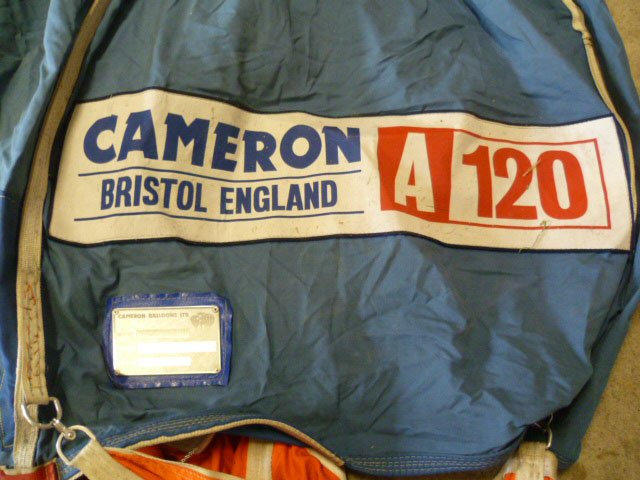 CAMERON
BRISTOL ENGLAND
A 120
CAMERON BALLOONS LTD